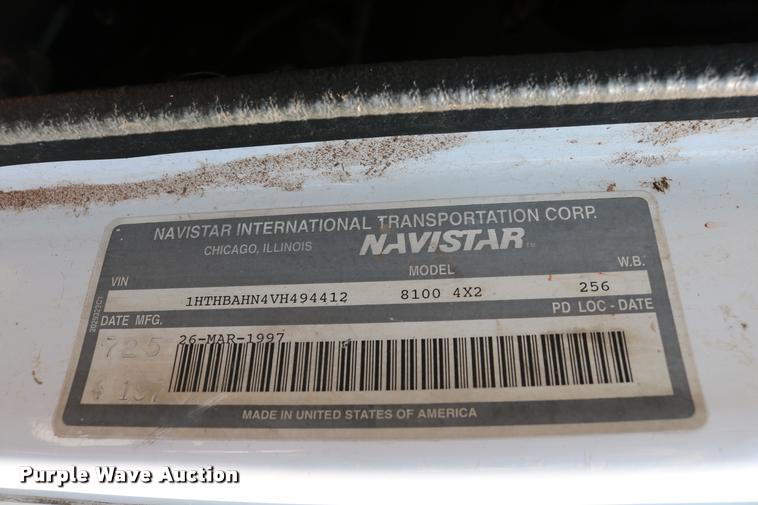 NAVISTAR INTERNATIONAL TRANSPORTATION CORP.
CHICAGO, ILLINOIS NAVISTAR TM
VIN MODEL W.B.
1HTHBAHN4VH494412 8100 4X2 256
DATE MFG. PD LOC - DATE
26-MAR-1997
725
MADE IN UNITED STATES OF AMERICA
Purple Wave Auction